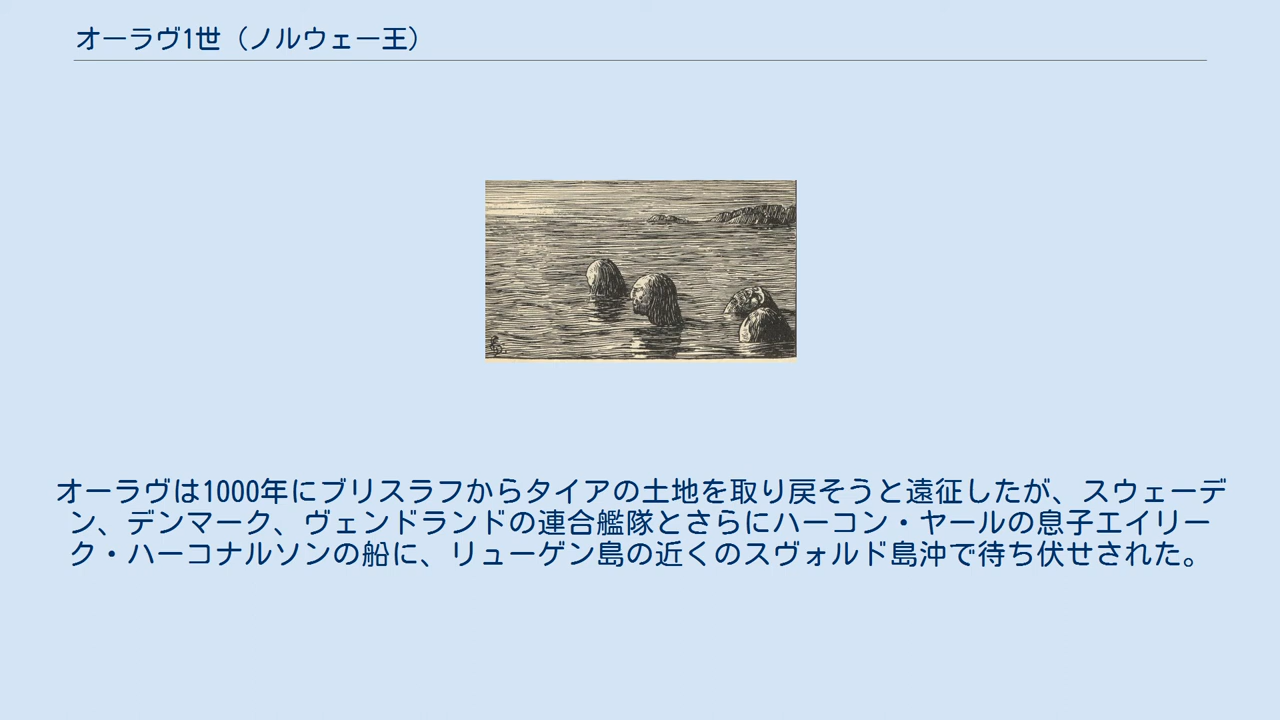 オーラヴ1世（ノルウェー王）
オーラヴは1000年にブリスラフからタイアの土地を取り戻そうと遠征したが、スウェーデ
ン、デンマーク、ヴェンドランドの連合艦隊とさらにハーコン・ヤールの息子エイリー
ク・ハーコナルソンの船に、リューゲン島の近くのスヴォルド島沖で待ち伏せされた。